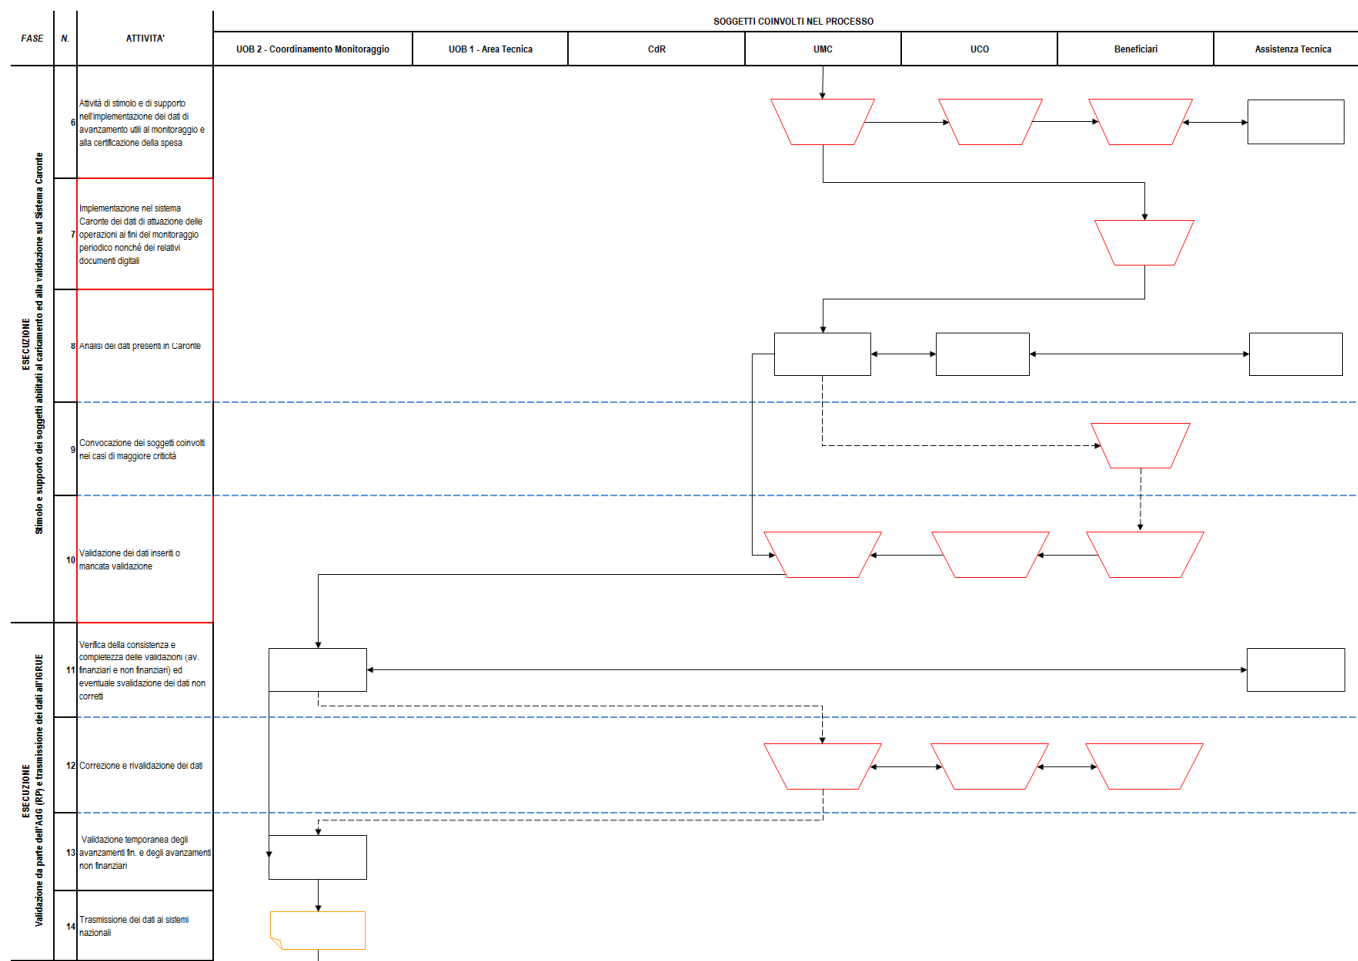 SOGGETTI COINVOLTI NEL PROCESSO
FASE
N.
ATTIVITA'
UOB 2 - Coordinamento Monitoraggio
UOB 1 - Area Tecnica
CdR
UMC
UCO
Beneficiari
Assistenza Tecnica
ESECUZIONE
Stimolo e supporto dei soggetti abilitati al caricamento ed alla validazione sul Sistema Caronte
6
Attività di stimolo e di supporto
nell'implementazione dei dati di
avanzamento utili al monitoraggio e
alla certificazione della spesa
7
Implementazione nel sistema
Caronte dei dati di attuazione delle
operazioni ai fini del monitoraggio
periodico nonché dei relativi
documenti digitali
8
Analisi dei dati presenti in Caronte
9
Convocazione dei soggetti coinvolti
nei casi di maggiore criticità
10
Validazione dei dati inseriti o
mancata validazione
ESECUZIONE
Validazione da parte dell'AdG (RP) e trasmissione dei dati all'IGRUE
11
Verifica della consistenza e
completezza delle validazioni (av.
finanziari e non finanziari) ed
eventuale svalidazione dei dati non
corretti
12
Correzione e rivalidazione dei dati
13
Validazione temporanea degli
avanzamenti fin. e degli avanzamenti
non finanziari
14
Trasmissione dei dati ai sistemi
nazionali